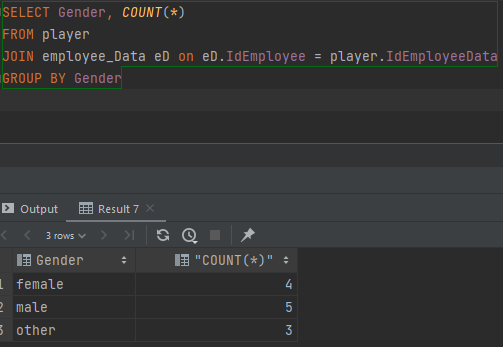 SELECT Gender, COUNT(*)
FROM player
JOIN employee_Data eD on eD.IdEmployee = player.IdEmployeeData
GROUP BY Gender
Output Result 7
3 rows
Gender "COUNT(*)"
1 female 4
2 male 5
3 other 3